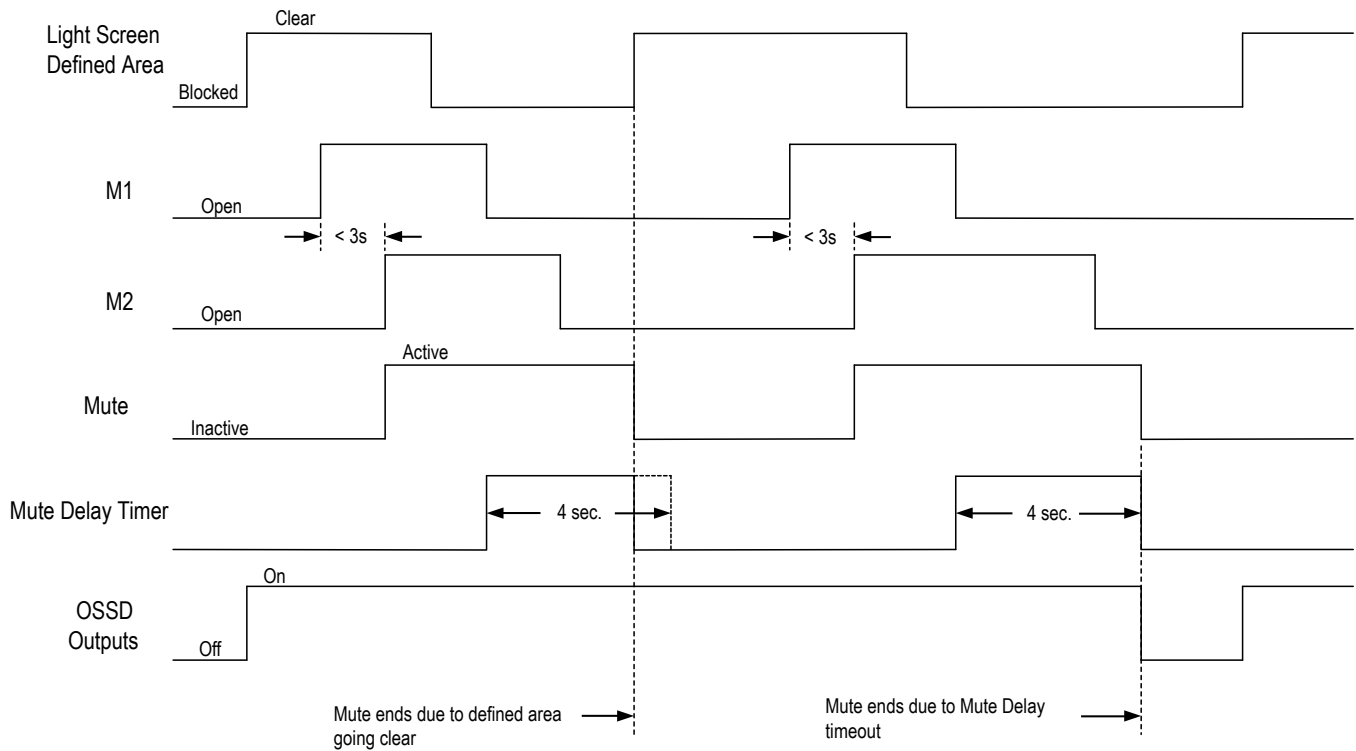 Clear
Light Screen
Defined Area
Blocked
M1
Open
< 3s
< 3s
M2
Open
Active
Mute
Inactive
Mute Delay Timer
4 sec.
4 sec.
On
OSSD
Outputs
Off
Mute ends due to defined area
going clear
Mute ends due to Mute Delay
timeout